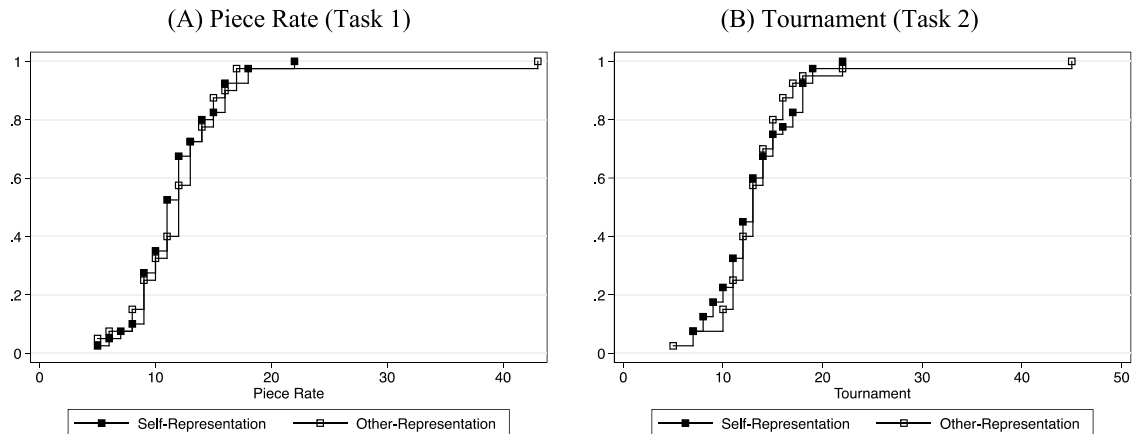 (A) Piece Rate (Task 1)
(B) Tournament (Task 2)
1
.8
.6
.4
.2
0
0 10 20 30 40
Piece Rate
Self-Representation Other-Representation
1
.8
.6
.4
.2
0
0 10 20 30 40 50
Tournament
Self-Representation Other-Representation